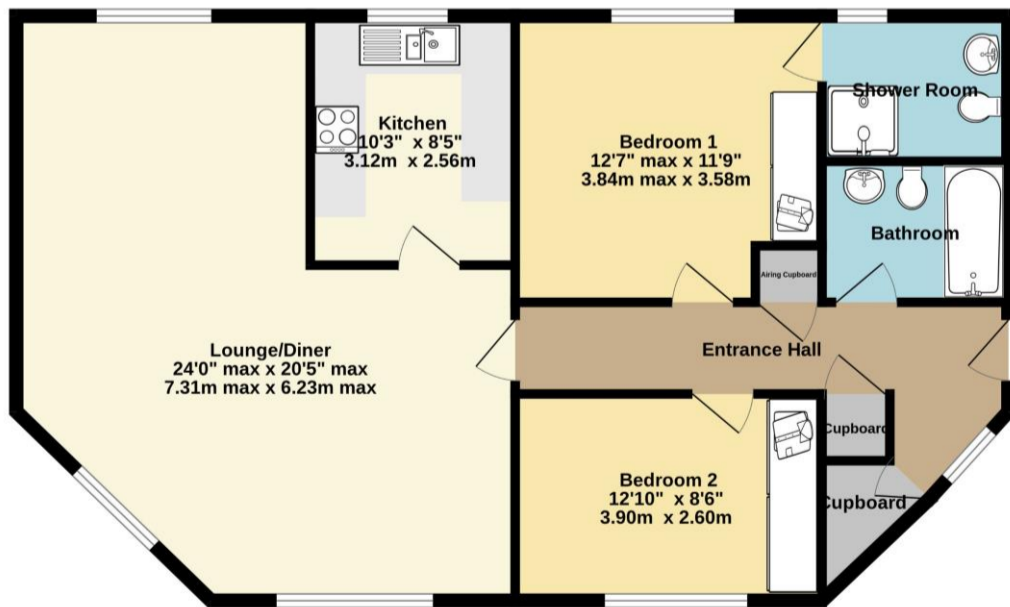 Kitchen
10'3" x 8'5"
3.12m x 2.56m
Bedroom 1
12'7" max x 11'9"
3.84m max x 3.58m
Shower Room
Bathroom
Airing Cupboard
Lounge/Diner
24'0" max x 20'5" max
7.31m max x 6.23m max
Entrance Hall
Cupboard
Bedroom 2
12'10" x 8'6"
3.90m x 2.60m
Cupboard